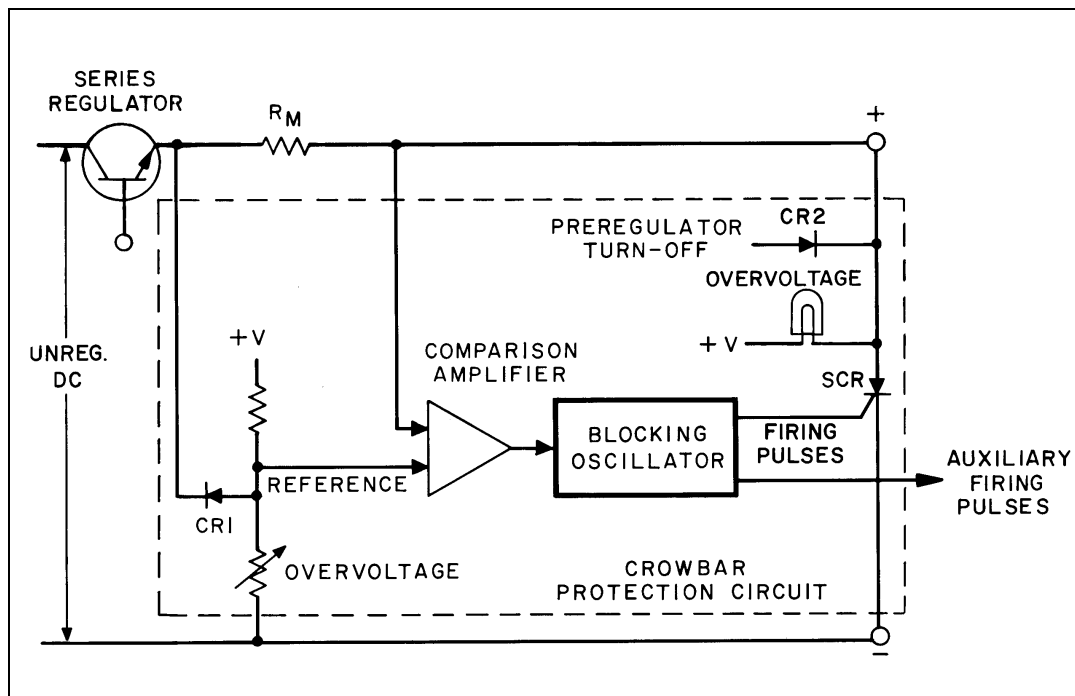 SERIES
REGULATOR
RM
+
PREREGULATOR
TURN-OFF
CR2
OVERVOLTAGE
+V
+V
UNREG.
DC
COMPARISON
AMPLIFIER
SCR
BLOCKING
OSCILLATOR
FIRING
PULSES
REFERENCE
AUXILIARY
FIRING
PULSES
CR1
OVERVOLTAGE
CROWBAR
PROTECTION CIRCUIT
-